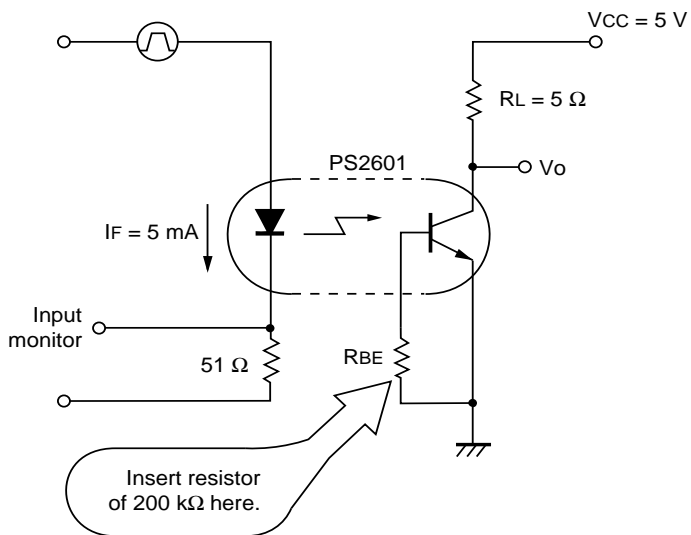 VCC = 5 V
RL = 5 Ω
PS2601
Vo
IF = 5 mA
Input
monitor
51 Ω
RBE
Insert resistor
of 200 kΩ here.